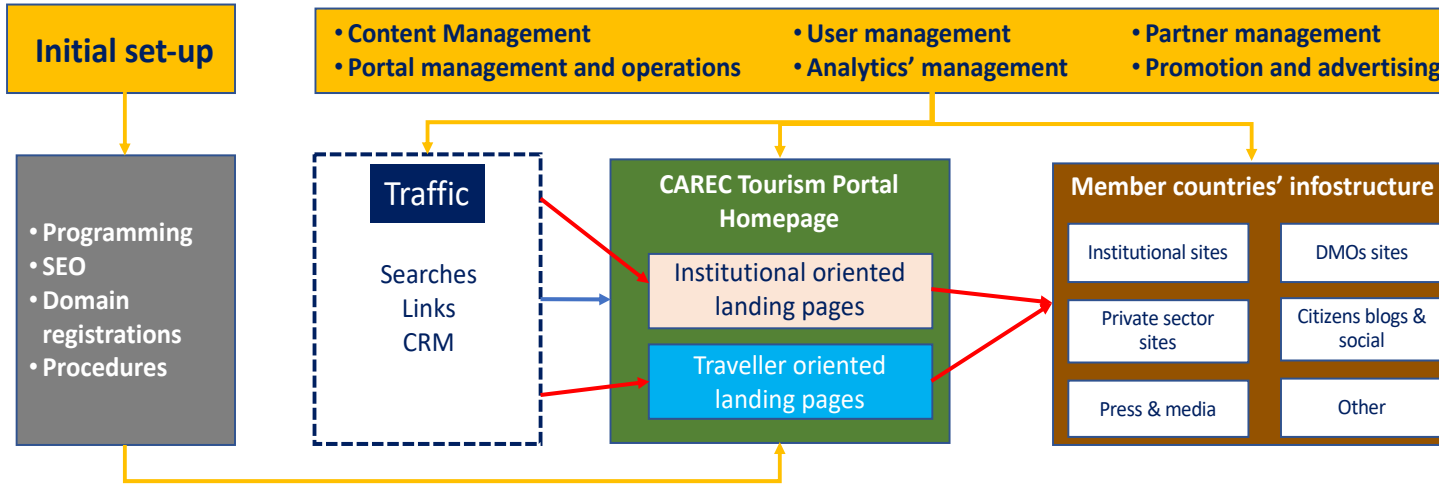 Initial set-up
• Content Management
• Portal management and operations
• User management
• Analytics’ management
• Partner management
• Promotion and advertising
• Programming
• SEO
• Domain
registrations
• Procedures
Traffic
Searches
Links
CRM
CAREC Tourism Portal
Homepage
Institutional oriented
landing pages
Traveller oriented
landing pages
Member countries’ infostructure
Institutional sites
DMOs sites
Private sector
sites
Citizens blogs &
social
Press & media
Other